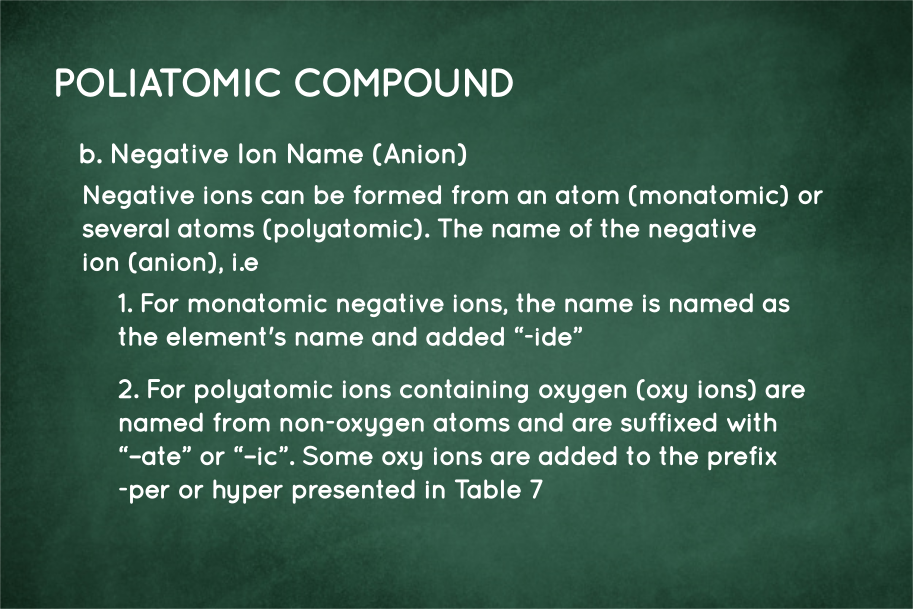 POLIATOMIC COMPOUND
b. Negative Ion Name (Anion)
Negative ions can be formed from an atom (monatomic) or
several atoms (polyatomic). The name of the negative
ion (anion), i.e
1. For monatomic negative ions, the name is named as
the element's name and added “-ide”
2. For polyatomic ions containing oxygen (oxy ions) are
named from non-oxygen atoms and are suffixed with
“–ate” or “–ic”. Some oxy ions are added to the prefix
-per or hyper presented in Table 7